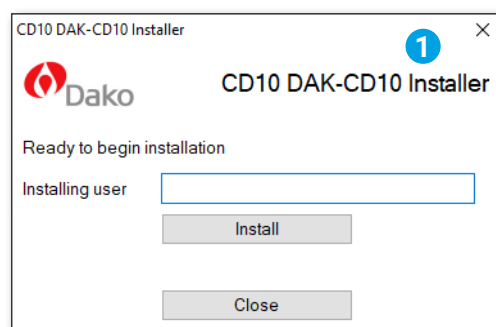 CD10 DAK-CD10 Installer
1
Dako
CD10 DAK-CD10 Installer
Ready to begin installation
Installing user
Install
Close